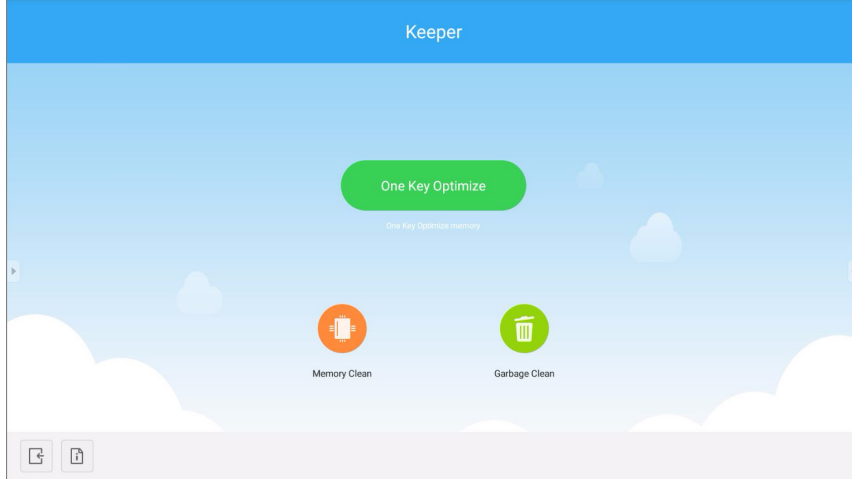 Keeper
One Key Optimize
One Key Optimize memory
Memory Clean
Garbage Clean